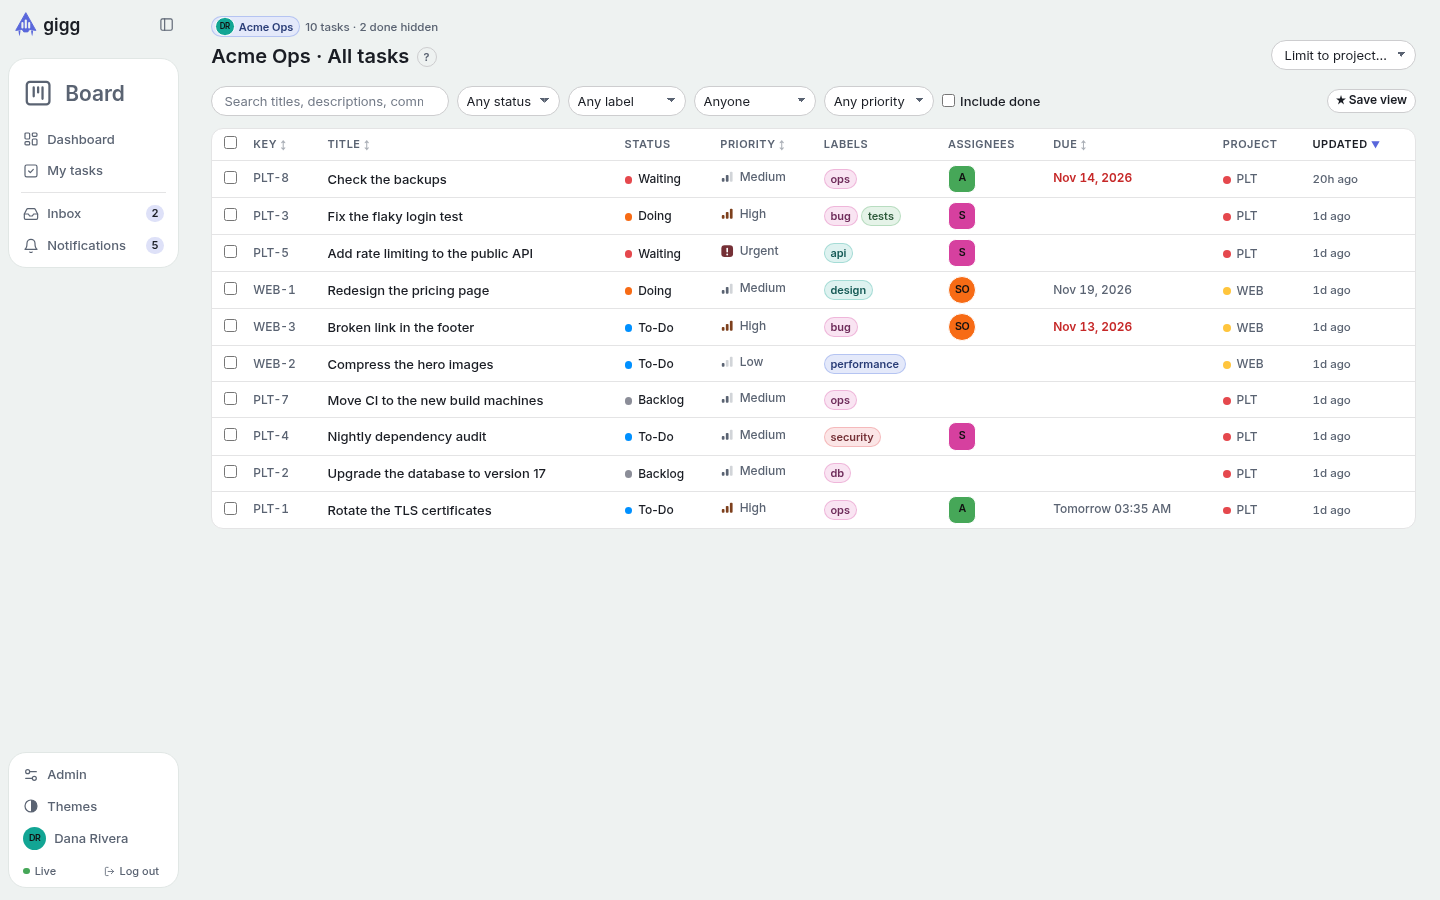 gigg
Board
Dashboard
My tasks
Inbox 2
Notifications 5
DR Acme Ops 10 tasks · 2 done hidden
Acme Ops · All tasks ?
Limit to project...
Search titles, descriptions, comn Any status Any label Anyone Any priority Include done ★ Save view
KEY ↕ TITLE ↕ STATUS PRIORITY ↕ LABELS ASSIGNEES DUE ↕ PROJECT UPDATED ▼
PLT-8 Check the backups Waiting Medium ops A Nov 14, 2026 PLT 20h ago
PLT-3 Fix the flaky login test Doing High bug tests S PLT 1d ago
PLT-5 Add rate limiting to the public API Waiting Urgent api S PLT 1d ago
WEB-1 Redesign the pricing page Doing Medium design SO Nov 19, 2026 WEB 1d ago
WEB-3 Broken link in the footer To-Do High bug SO Nov 13, 2026 WEB 1d ago
WEB-2 Compress the hero images To-Do Low performance WEB 1d ago
PLT-7 Move CI to the new build machines Backlog Medium ops PLT 1d ago
PLT-4 Nightly dependency audit To-Do Medium security S PLT 1d ago
PLT-2 Upgrade the database to version 17 Backlog Medium db PLT 1d ago
PLT-1 Rotate the TLS certificates To-Do High ops A Tomorrow 03:35 AM PLT 1d ago
Admin
Themes
DR Dana Rivera
Live Log out